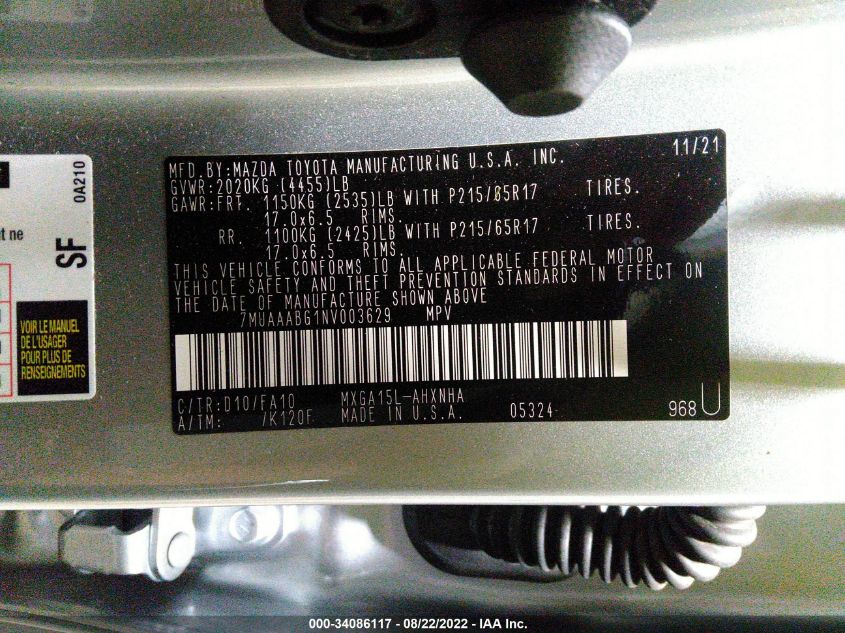 MFD.BY:MAZDA TOYOTA MANUFACTURING U.S.A. INC. 11/21
GVWR:2020KG (4455)LB
GAWR:FRT. 1150KG (2535)LB WITH P215/65R17 TIRES.
17.0x6.5 RIMS.
RR. 1100KG (2425)LB WITH P215/65R17 TIRES.
17.0x6.5 RIMS.
THIS VEHICLE CONFORMS TO ALL APPLICABLE FEDERAL MOTOR
VEHICLE SAFETY AND THEFT PREVENTION STANDARDS IN EFFECT ON
THE DATE OF MANUFACTURE SHOWN ABOVE
7MUAAABG1NV003629 MPV
C/TR:D10/FA10 MXGA15L-AHXNHA
A/TM: /K120F MADE IN U.S.A. 05324 968 U
0A210
SF
t ne
VOIR LE MANUEL
DE L'USAGER
POUR PLUS DE
RENSEIGNEMENTS
000-34086117 - 08/22/2022 - IAA Inc.